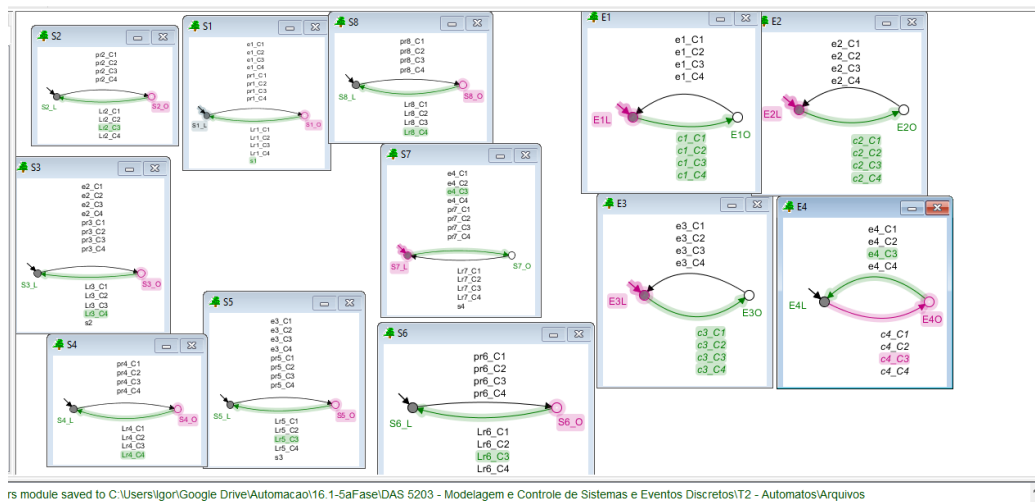 S2
pr2_C1
pr2_C2
pr2_C3
pr2_C4
S2_L
S2_O
Lr2_C1
Lr2_C2
Lr2_C3
Lr2_C4
S1
e1_C1
e1_C2
e1_C3
e1_C4
pr1_C1
pr1_C2
pr1_C3
pr1_C4
S1_L
S1_O
Lr1_C1
Lr1_C2
Lr1_C3
Lr1_C4
s1
S8
pr8_C1
pr8_C2
pr8_C3
pr8_C4
S8_L
S8_O
Lr8_C1
Lr8_C2
Lr8_C3
Lr8_C4
E1
e1_C1
e1_C2
e1_C3
e1_C4
E1L
E1O
c1_C1
c1_C2
c1_C3
c1_C4
E2
e2_C1
e2_C2
e2_C3
e2_C4
E2L
E2O
c2_C1
c2_C2
c2_C3
c2_C4
S3
e2_C1
e2_C2
e2_C3
e2_C4
pr3_C1
pr3_C2
pr3_C3
pr3_C4
S3_L
S3_O
Lr3_C1
Lr3_C2
Lr3_C3
Lr3_C4
s2
S7
e4_C1
e4_C2
e4_C3
e4_C4
pr7_C1
pr7_C2
pr7_C3
pr7_C4
S7_L
S7_O
Lr7_C1
Lr7_C2
Lr7_C3
Lr7_C4
s4
E3
e3_C1
e3_C2
e3_C3
e3_C4
E3L
E3O
c3_C1
c3_C2
c3_C3
c3_C4
E4
e4_C1
e4_C2
e4_C3
e4_C4
E4L
E4O
c4_C1
c4_C2
c4_C3
c4_C4
S4
pr4_C1
pr4_C2
pr4_C3
pr4_C4
S4_L
S4_O
Lr4_C1
Lr4_C2
Lr4_C3
Lr4_C4
S5
e3_C1
e3_C2
e3_C3
e3_C4
pr5_C1
pr5_C2
pr5_C3
pr5_C4
S5_L
S5_O
Lr5_C1
Lr5_C2
Lr5_C3
Lr5_C4
s3
S6
pr6_C1
pr6_C2
pr6_C3
pr6_C4
S6_L
S6_O
Lr6_C1
Lr6_C2
Lr6_C3
Lr6_C4
rs module saved to C:\Users\Igor\Google Drive\Automacao\16.1-5aFase\DAS 5203 - Modelagem e Controle de Sistemas e Eventos Discretos\T2 - Automatos\Arquivos